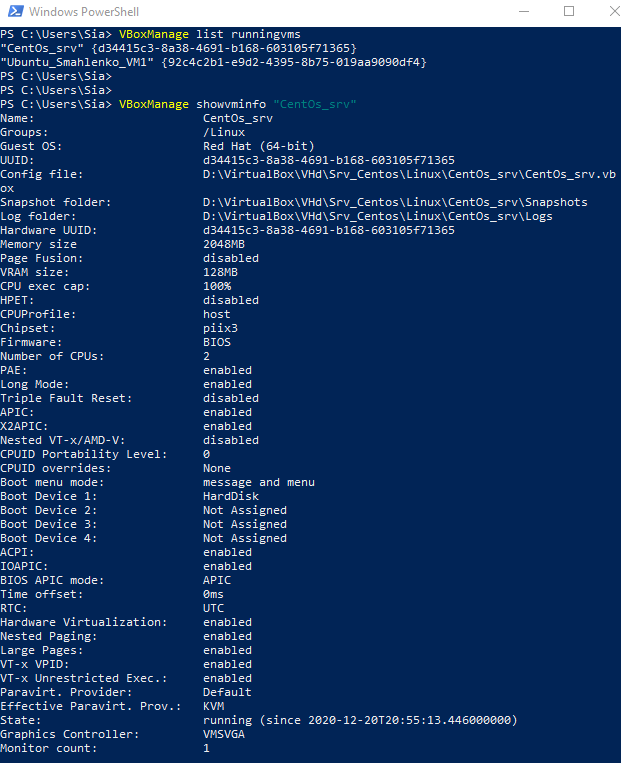 Windows PowerShell
PS C:\Users\Sia> VBoxManage list runningvms
"CentOs_srv" {d34415c3-8a38-4691-b168-603105f71365}
"Ubuntu_Smahlenko_VM1" {92c4c2b1-e9d2-4395-8b75-019aa9090df4}
PS C:\Users\Sia>
PS C:\Users\Sia>
PS C:\Users\Sia> VBoxManage showvminfo "CentOs_srv"
Name:                        CentOs_srv
Groups:                      /Linux
Guest OS:                    Red Hat (64-bit)
UUID:                        d34415c3-8a38-4691-b168-603105f71365
Config file:                 D:\VirtualBox\VHd\Srv_Centos\Linux\CentOs_srv\CentOs_srv.vb
ox
Snapshot folder:             D:\VirtualBox\VHd\Srv_Centos\Linux\CentOs_srv\Snapshots
Log folder:                  D:\VirtualBox\VHd\Srv_Centos\Linux\CentOs_srv\Logs
Hardware UUID:               d34415c3-8a38-4691-b168-603105f71365
Memory size                  2048MB
Page Fusion:                 disabled
VRAM size:                   128MB
CPU exec cap:                100%
HPET:                        disabled
CPUProfile:                  host
Chipset:                     piix3
Firmware:                    BIOS
Number of CPUs:              2
PAE:                         enabled
Long Mode:                   enabled
Triple Fault Reset:          disabled
APIC:                        enabled
X2APIC:                      enabled
Nested VT-x/AMD-V:           disabled
CPUID Portability Level:     0
CPUID overrides:             None
Boot menu mode:              message and menu
Boot Device 1:               HardDisk
Boot Device 2:               Not Assigned
Boot Device 3:               Not Assigned
Boot Device 4:               Not Assigned
ACPI:                        enabled
IOAPIC:                      enabled
BIOS APIC mode:              APIC
Time offset:                 0ms
RTC:                         UTC
Hardware Virtualization:     enabled
Nested Paging:               enabled
Large Pages:                 enabled
VT-x VPID:                   enabled
VT-x Unrestricted Exec.:     enabled
Paravirt. Provider:          Default
Effective Paravirt. Prov.:   KVM
State:                       running (since 2020-12-20T20:55:13.446000000)
Graphics Controller:         VMSVGA
Monitor count:               1